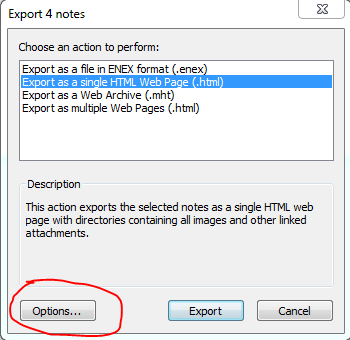 Export 4 notes
Choose an action to perform:
Export as a file in ENEX format (.enex)
Export as a single HTML Web Page (.html)
Export as a Web Archive (.mht)
Export as multiple Web Pages (.html)
Description
This action exports the selected notes as a single HTML web
page with directories containing all images and other linked
attachments.
Options... Export Cancel